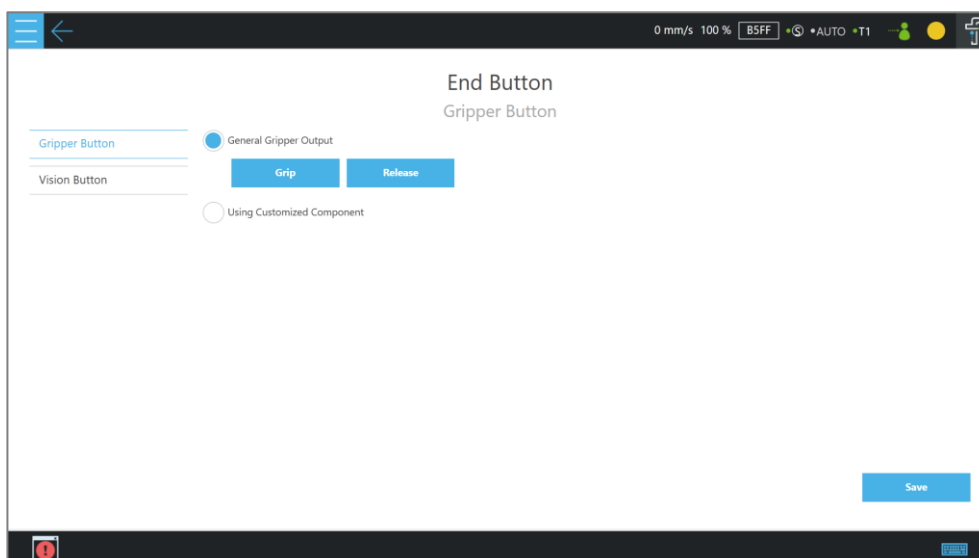 0 mm/s 100 % B5FF •Ⓢ •AUTO •T1
End Button
Gripper Button
Gripper Button
General Gripper Output
Grip Release
Vision Button
Using Customized Component
Save